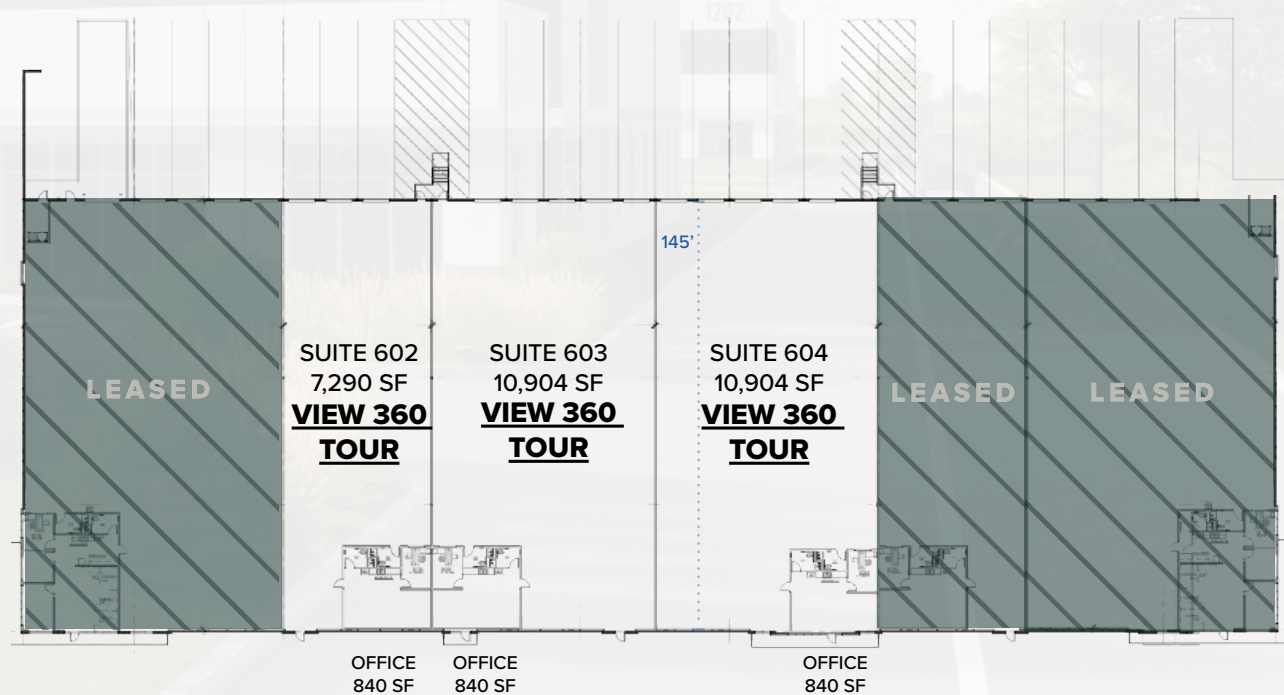 1202
145'
SUITE 602
7,290 SF
VIEW 360
TOUR
SUITE 603
10,904 SF
VIEW 360
TOUR
SUITE 604
10,904 SF
VIEW 360
TOUR
LEASED
LEASED
LEASED
OFFICE
840 SF
OFFICE
840 SF
OFFICE
840 SF